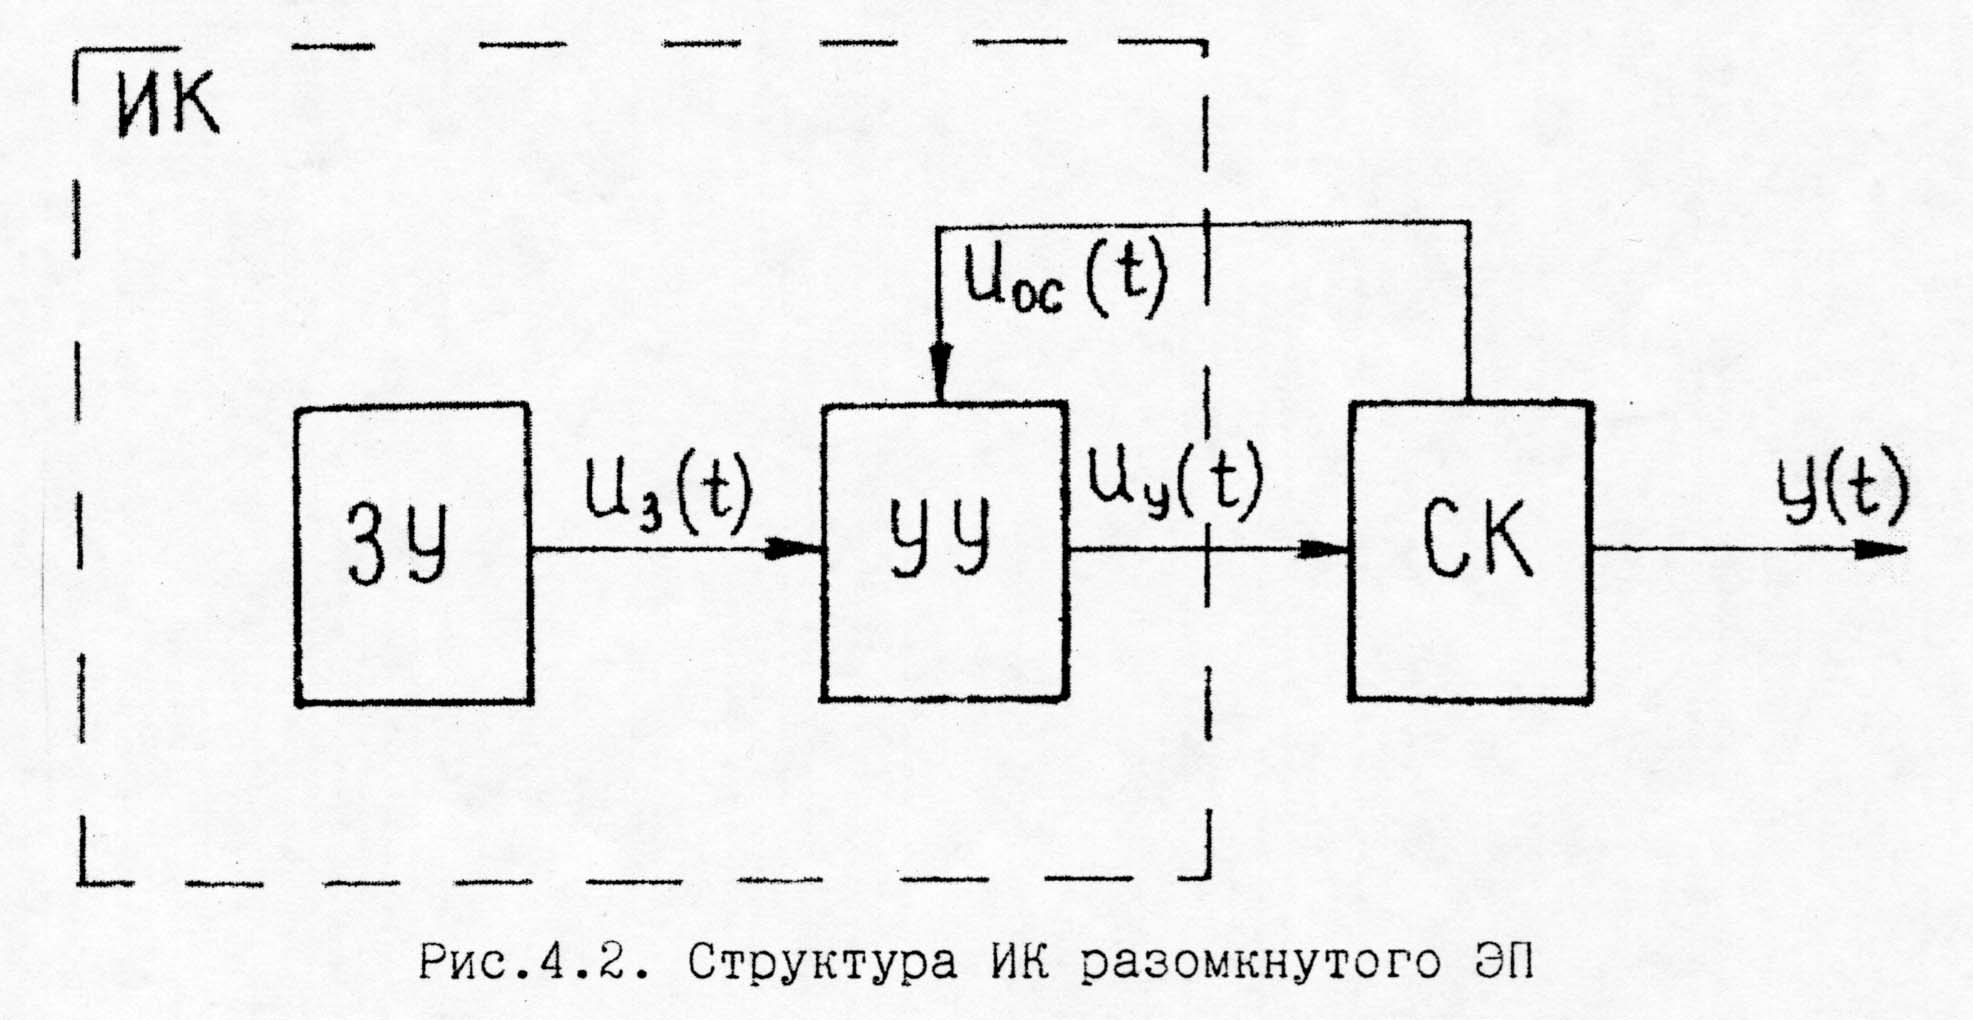 ИК
uос(t)
ЗУ
uз(t)
УУ
uу(t)
СК
y(t)
Рис.4.2. Структура ИК разомкнутого ЭП